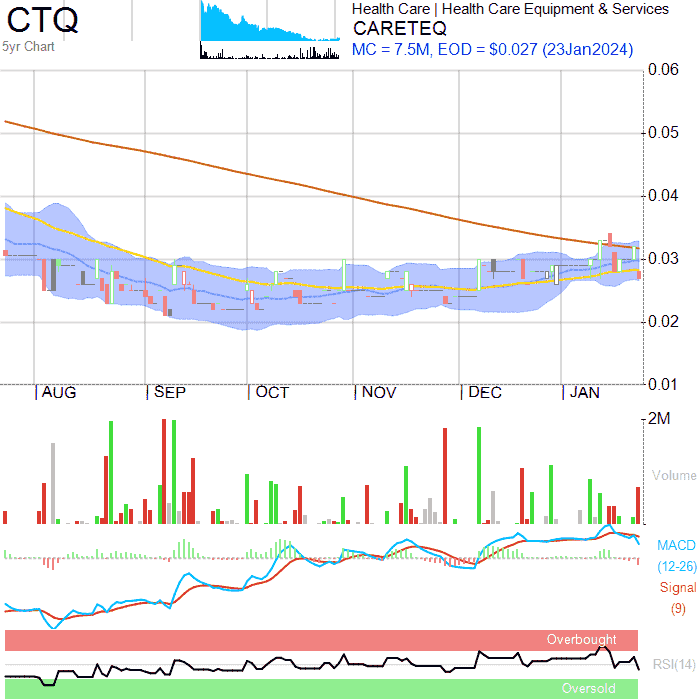 CTQ
5yr Chart
Health Care | Health Care Equipment & Services
CARETEQ
MC = 7.5M, EOD = $0.027 (23Jan2024)
0.06
0.05
0.04
0.03
0.02
0.01
AUG SEP OCT NOV DEC JAN
2M
Volume
MACD
(12-26)
Signal
(9)
Overbought
RSI(14)
Oversold